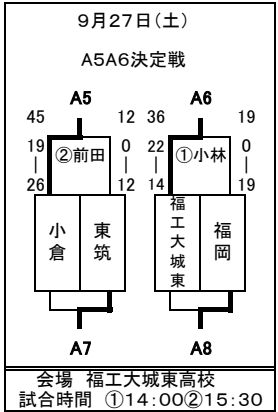 9月27日(土)
A5A6決定戦
A5 A6
45 12 36 19
19 ②前田 0 22 ①小林 0
| | | |
26 12 14 19
小倉 東筑 福工大城東 福岡
A7 A8
会場 福工大城東高校
試合時間 ①14:00②15:30